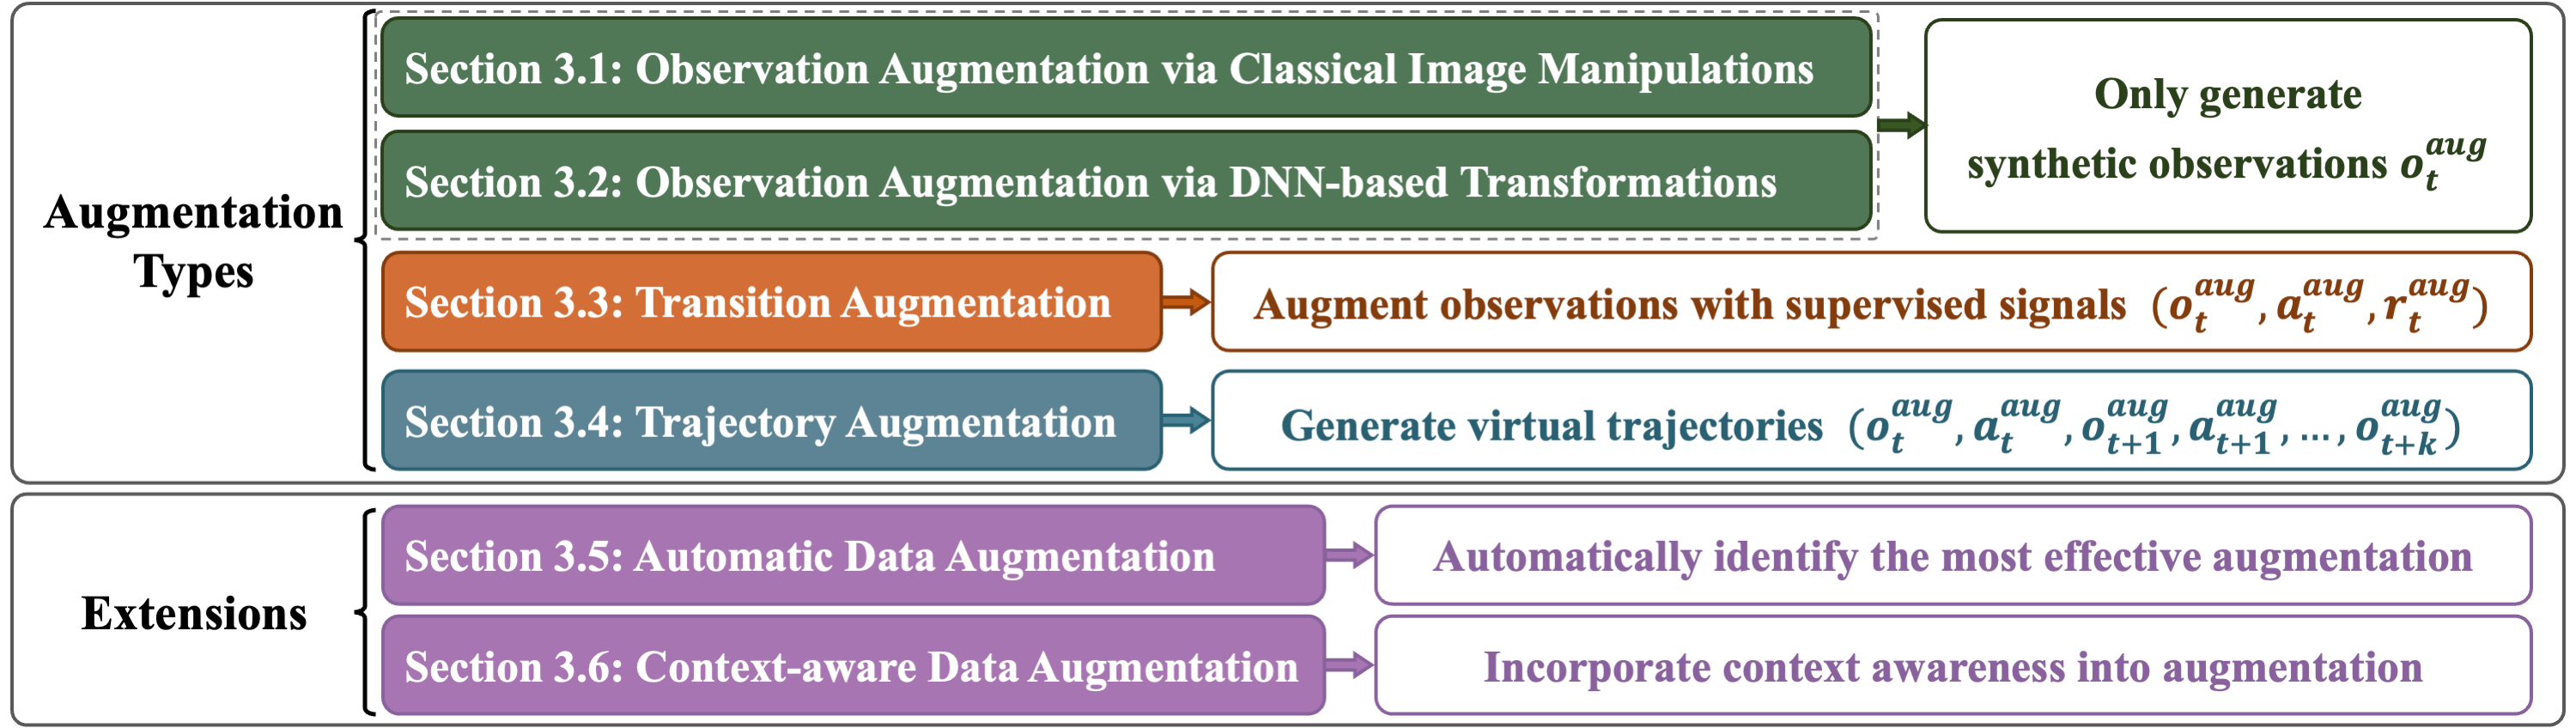 Augmentation
Types
Section 3.1: Observation Augmentation via Classical Image Manipulations
Section 3.2: Observation Augmentation via DNN-based Transformations
Only generate
synthetic observations $o_t^{aug}$
Section 3.3: Transition Augmentation
Augment observations with supervised signals $(o_t^{aug}, a_t^{aug}, r_t^{aug})$
Section 3.4: Trajectory Augmentation
Generate virtual trajectories $(o_t^{aug}, a_t^{aug}, o_{t+1}^{aug}, a_{t+1}^{aug}, \ldots, o_{t+k}^{aug})$
Extensions
Section 3.5: Automatic Data Augmentation
Automatically identify the most effective augmentation
Section 3.6: Context-aware Data Augmentation
Incorporate context awareness into augmentation